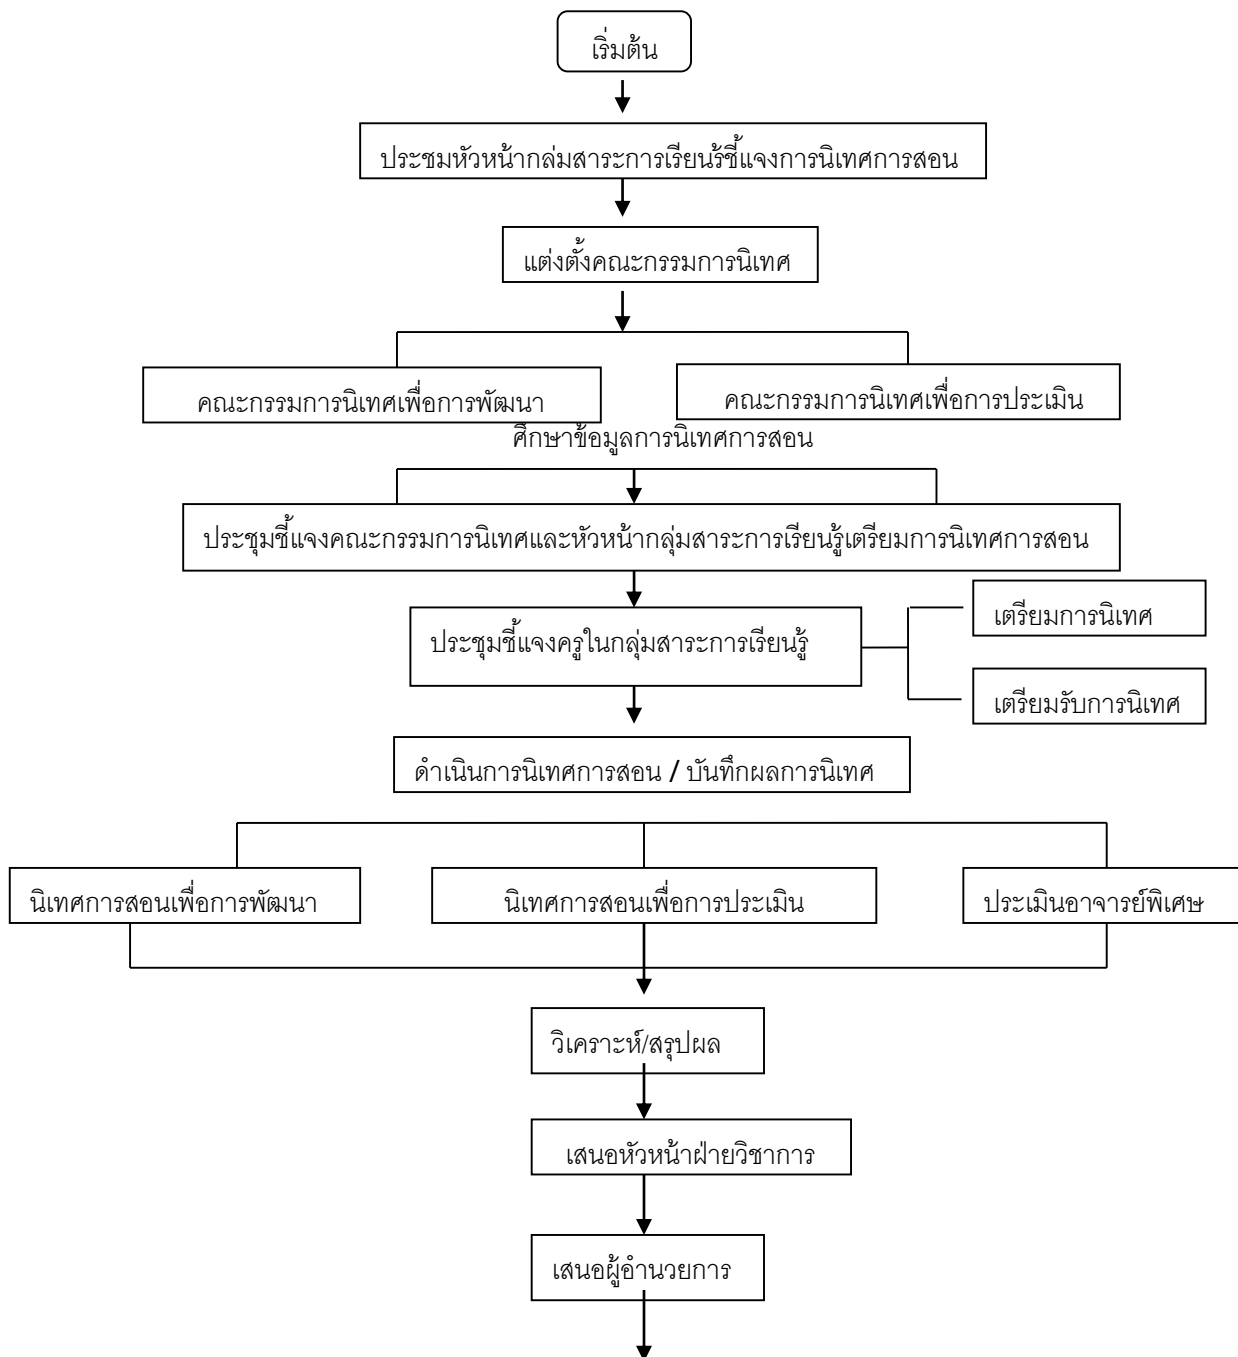 เริ่มต้น
ประชมหัวหน้ากล่มสาระการเรียนรัชี้แจงการนิเทศการสอน
แต่งตั้งคณะกรรมการนิเทศ
คณะกรรมการนิเทศเพื่อการพัฒนา
คณะกรรมการนิเทศเพื่อการประเมิน
ศึกษาข้อมูลการนิเทศการสอน
ประชุมชี้แจงคณะกรรมการนิเทศและหัวหน้ากลุ่มสาระการเรียนรู้เตรียมการนิเทศการสอน
ประชุมชี้แจงครูในกลุ่มสาระการเรียนรู้
เตรียมการนิเทศ
เตรียมรับการนิเทศ
ดำเนินการนิเทศการสอน / บันทึกผลการนิเทศ
นิเทศการสอนเพื่อการพัฒนา
นิเทศการสอนเพื่อการประเมิน
ประเมินอาจารย์พิเศษ
วิเคราะห์/สรุปผล
เสนอหัวหน้าฝ่ายวิชาการ
เสนอผู้อำนวยการ